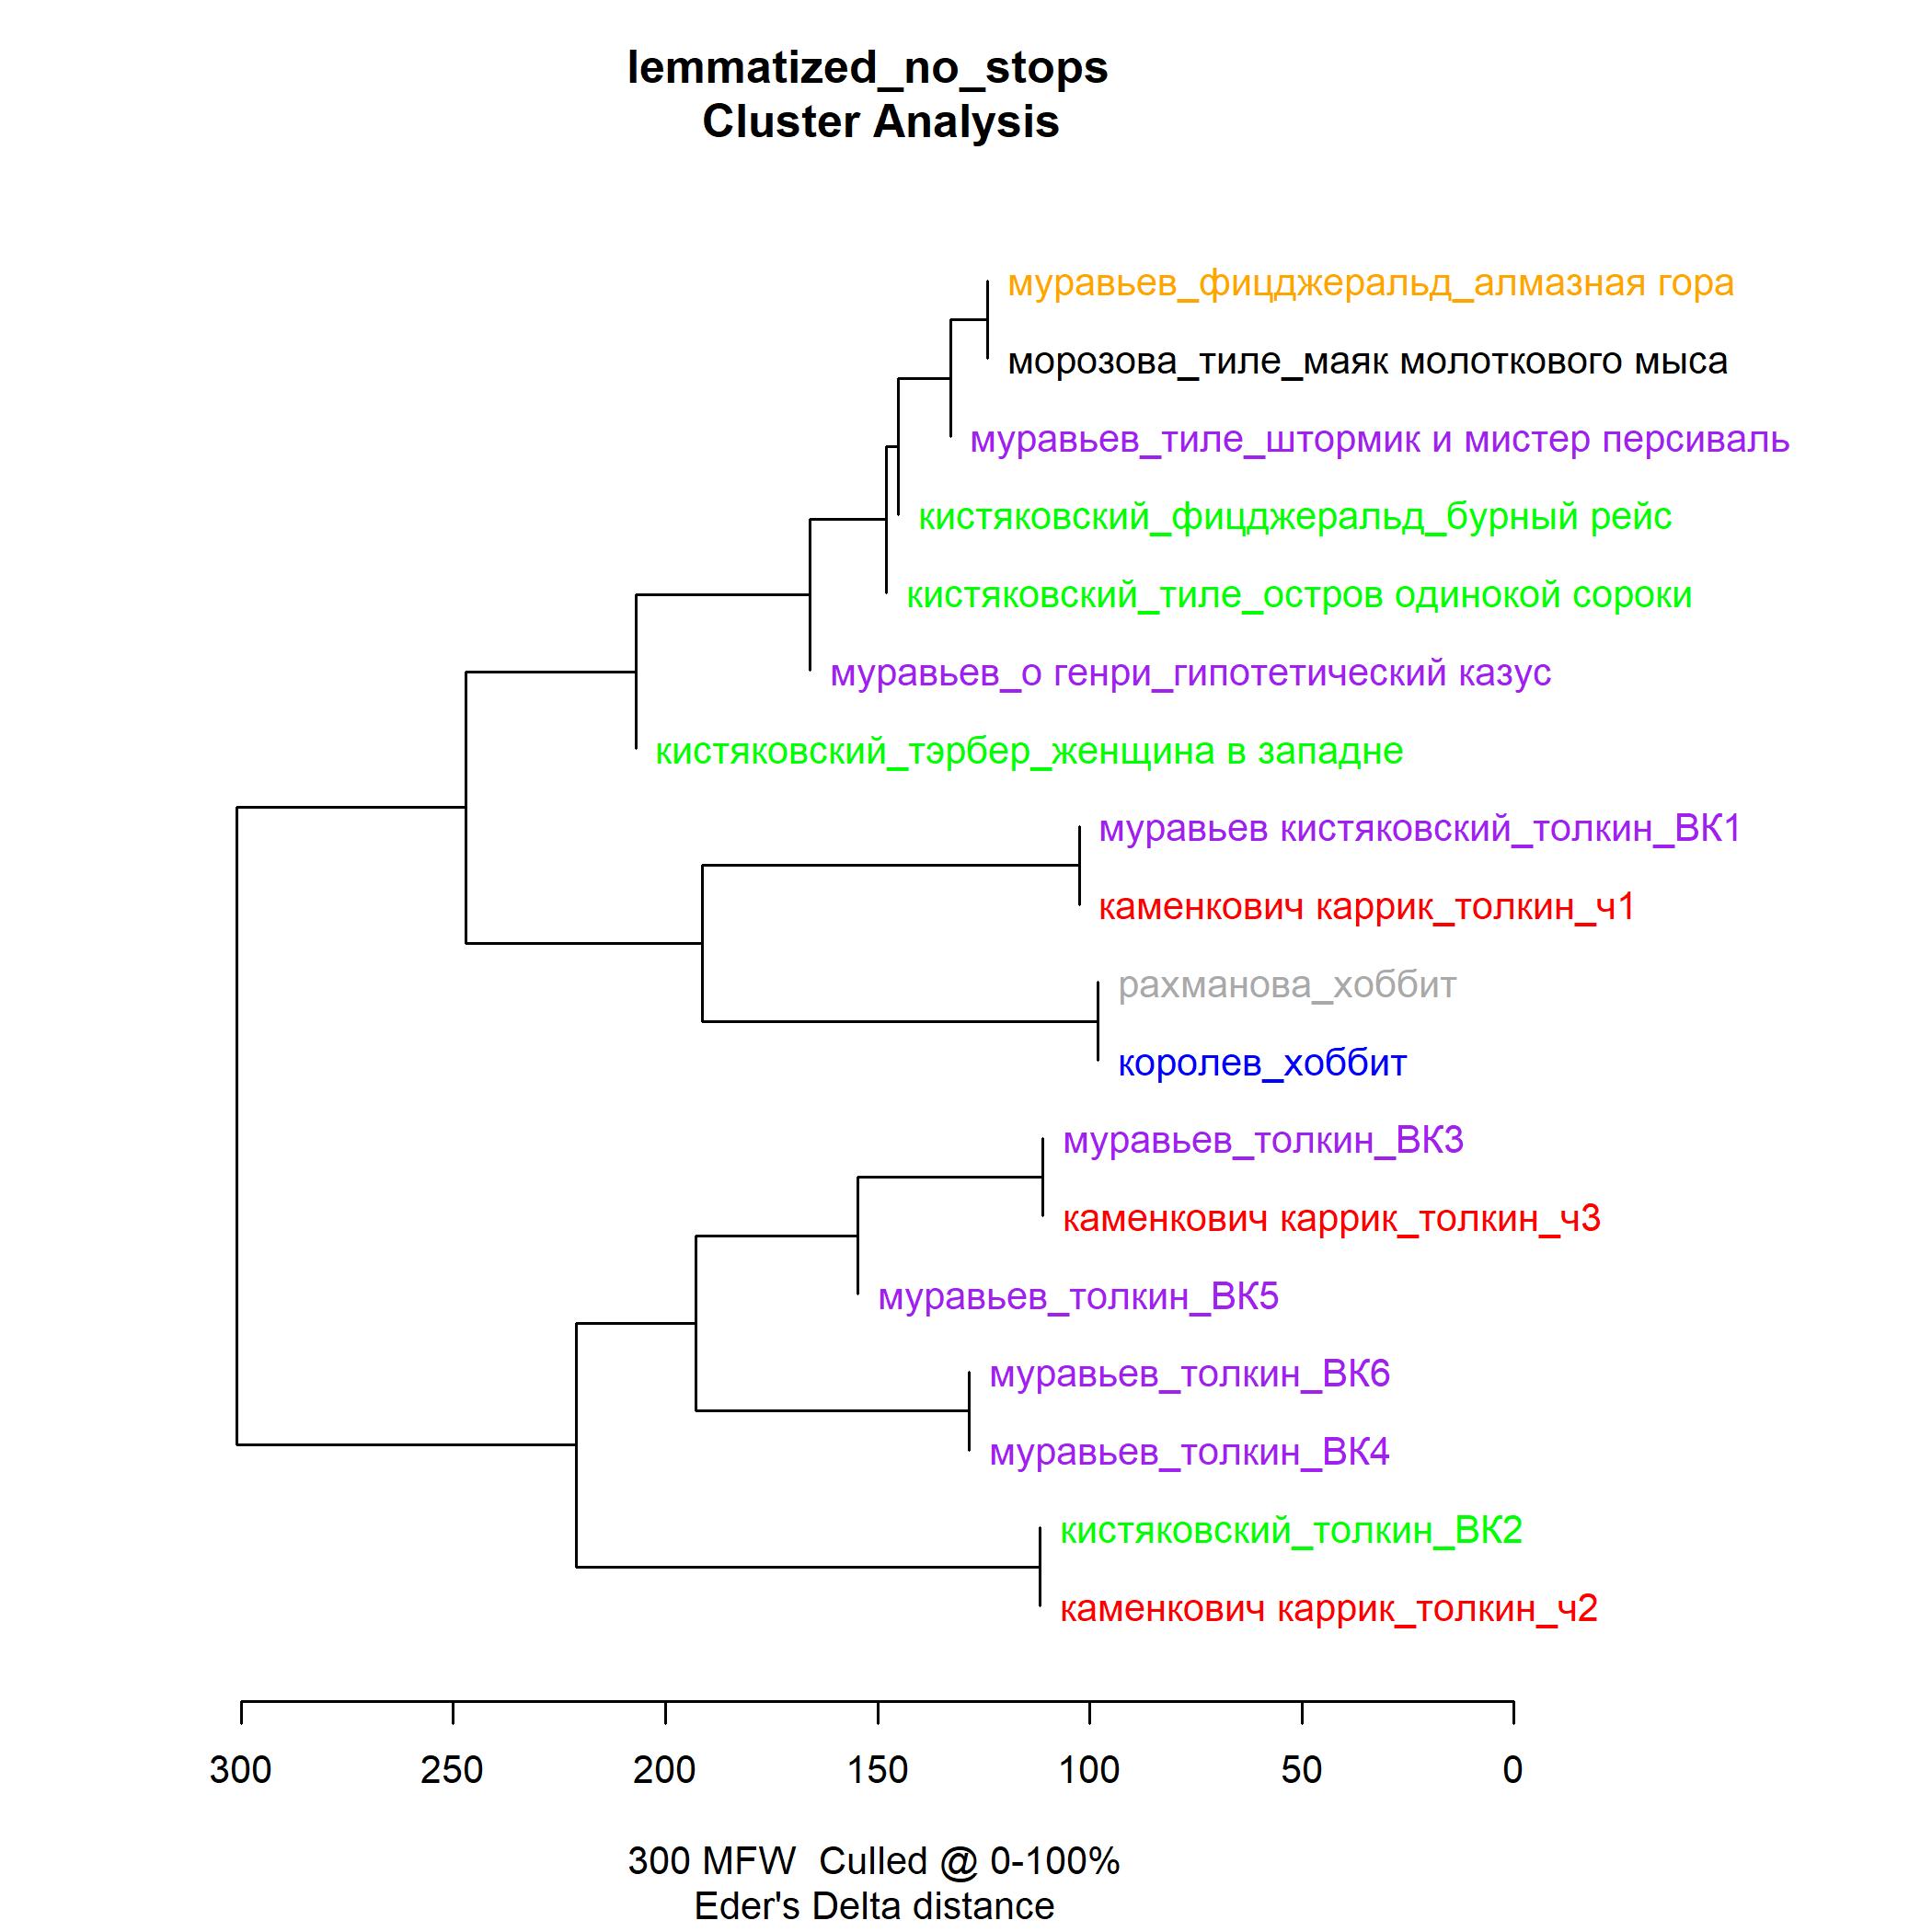 lemmatized_no_stops
Cluster Analysis
муравьев_фицджеральд_алмазная гора
морозова_тиле_маяк молоткового мыса
муравьев_тиле_штормик и мистер персиваль
кистяковский_фицджеральд_бурный рейс
кистяковский_тиле_остров одинокой сороки
муравьев_о генри_гипотетический казус
кистяковский_тэрбер_женщина в западне
муравьев кистяковский_толкин_ВК1
каменкович каррик_толкин_ч1
рахманова_хоббит
королев_хоббит
муравьев_толкин_ВК3
каменкович каррик_толкин_ч3
муравьев_толкин_ВК5
муравьев_толкин_ВК6
муравьев_толкин_ВК4
кистяковский_толкин_ВК2
каменкович каррик_толкин_ч2
300 250 200 150 100 50 0
300 MFW  Culled @ 0-100%
Eder's Delta distance